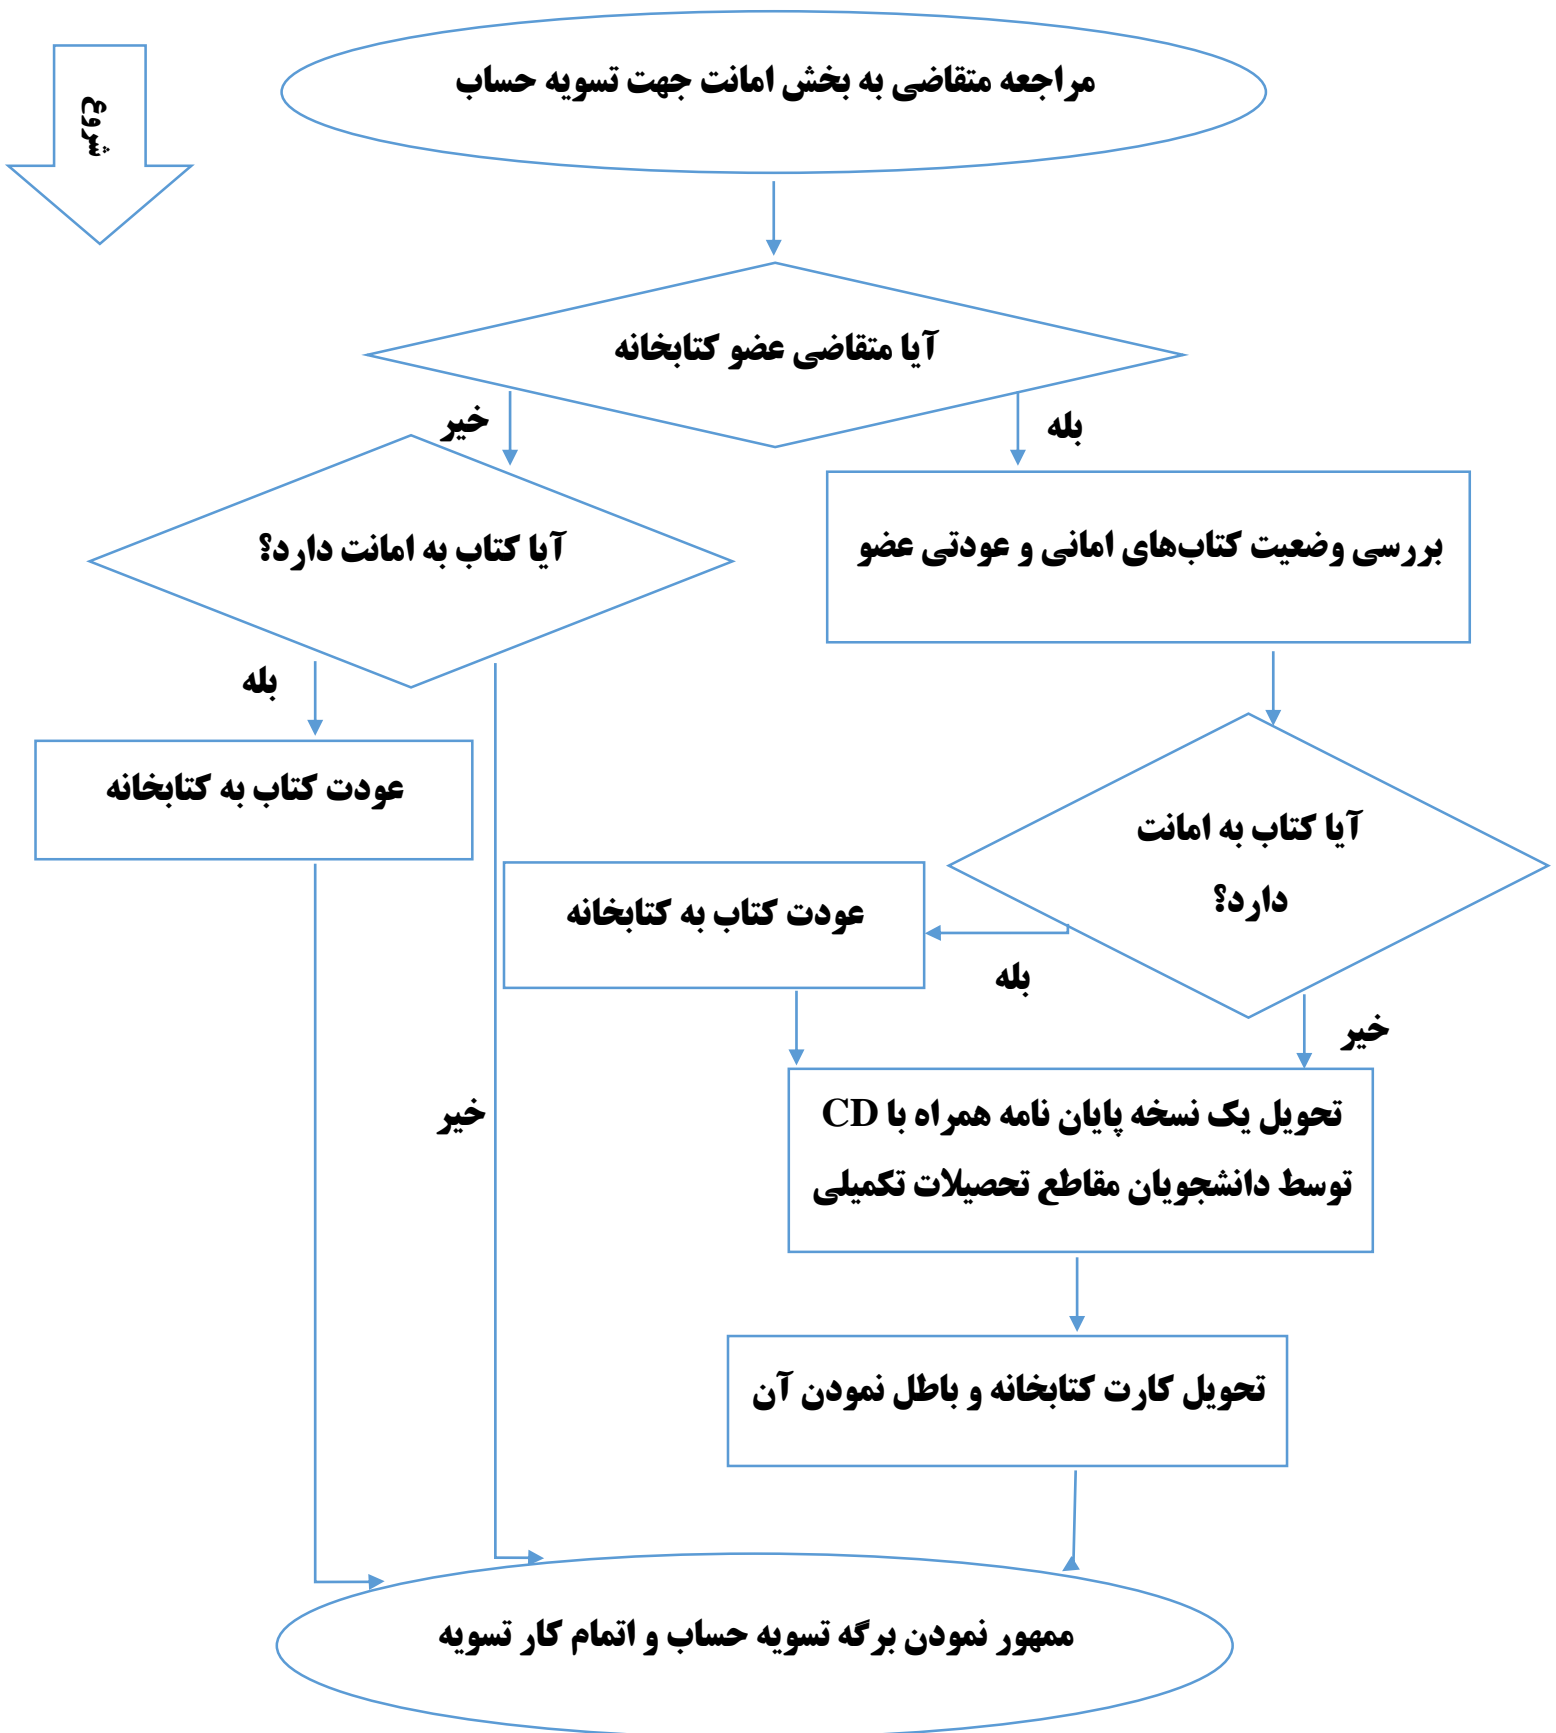 شروع
مراجعه متقاضی به بخش امانت جهت تسویه حساب
آیا متقاضی عضو کتابخانه
خیر
بله
آیا کتاب به امانت دارد؟
بررسی وضعیت کتاب‌های امانی و عودتی عضو
بله
عودت کتاب به کتابخانه
آیا کتاب به امانت
دارد؟
عودت کتاب به کتابخانه
بله
خیر
خیر
تحویل یک نسخه پایان نامه همراه با CD
توسط دانشجویان مقاطع تحصیلات تکمیلی
تحویل کارت کتابخانه و باطل نمودن آن
ممهور نمودن برگه تسویه حساب و اتمام کار تسویه